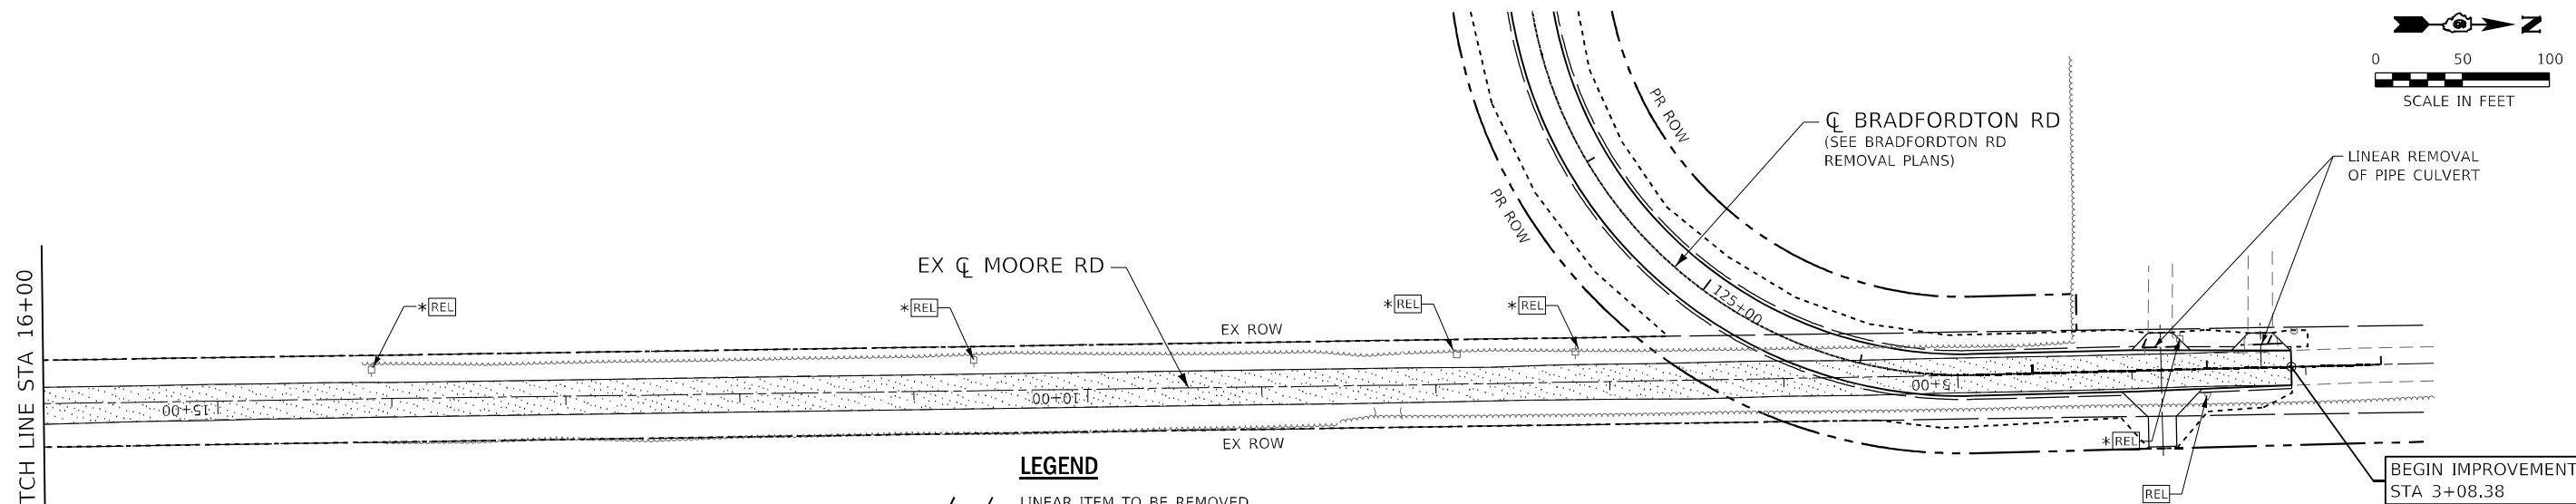 N
0 50 100
SCALE IN FEET
PR ROW
℄ BRADFORDTON RD
(SEE BRADFORDTON RD
REMOVAL PLANS)
LINEAR REMOVAL
OF PIPE CULVERT
PR ROW
EX ℄ MOORE RD
125+00
*REL
*REL
*REL
*REL
EX ROW
TCH LINE STA 16+00
15+00
10+00
5+00
EX ROW
*REL
REL
LEGEND
LINEAR ITEM TO BE REMOVED
BEGIN IMPROVEMENT
STA 3+08.38